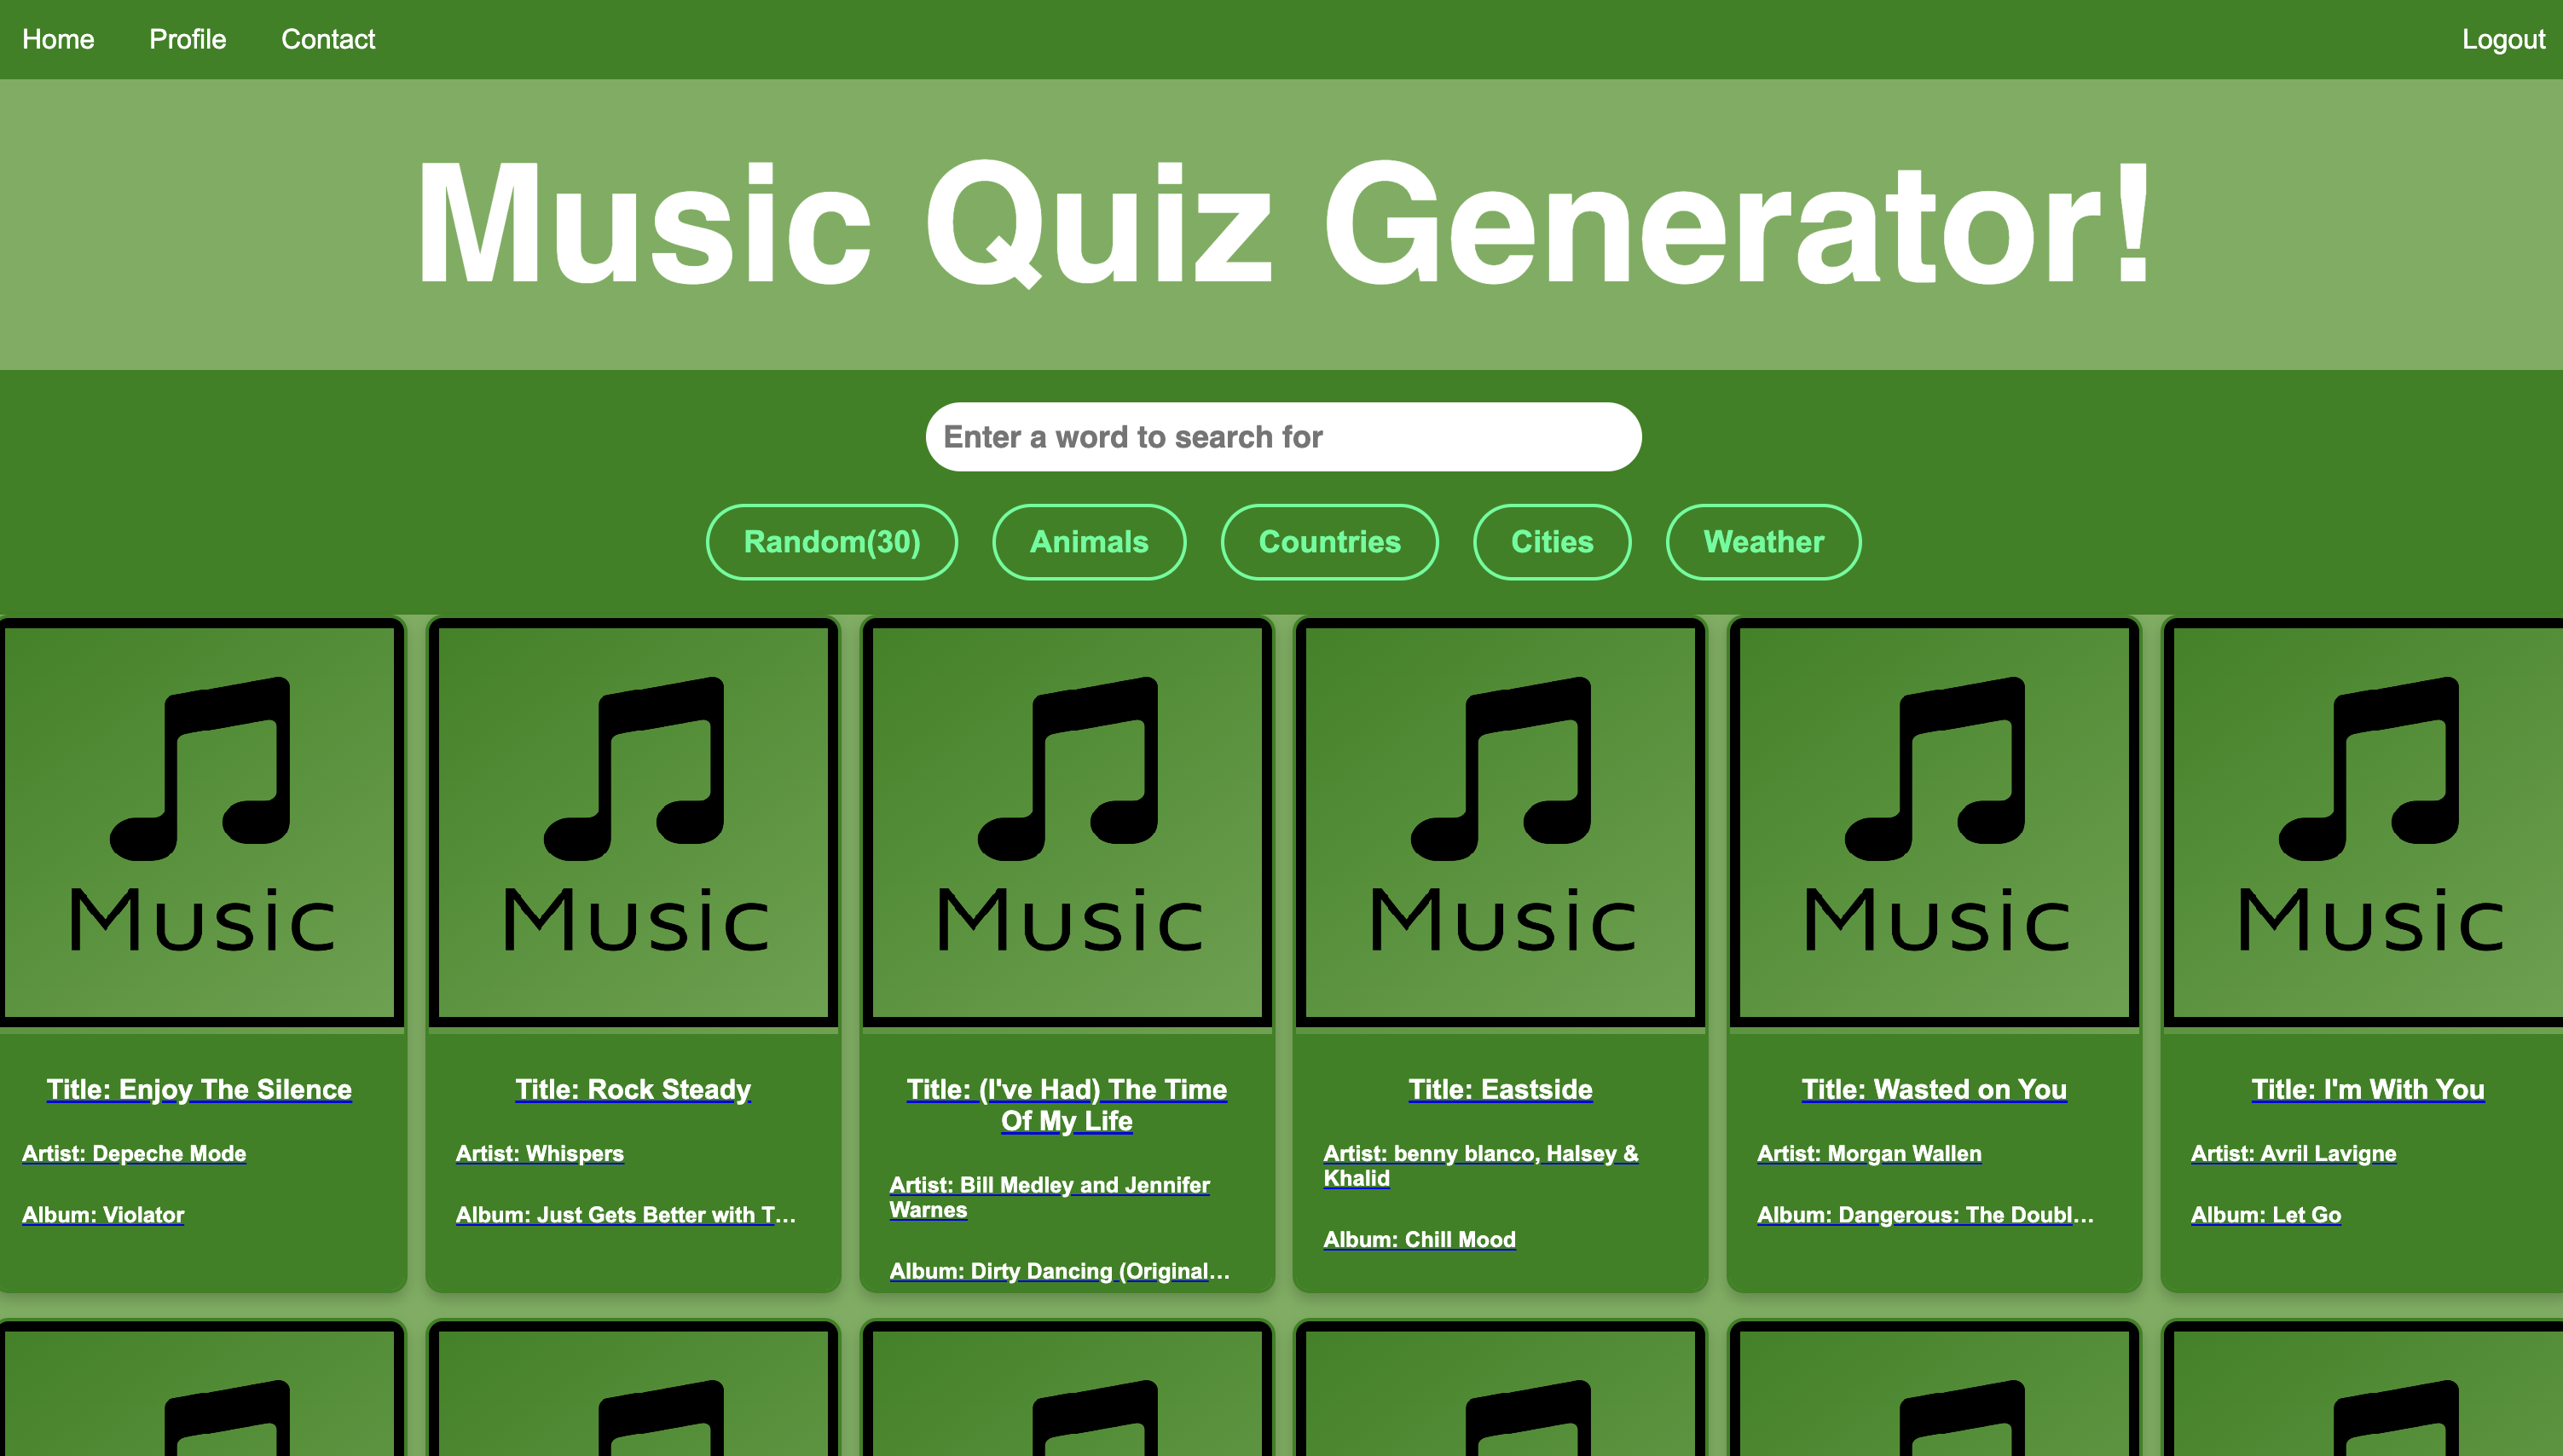 Home Profile Contact Logout
Music Quiz Generator!
Enter a word to search for
Random(30) Animals Countries Cities Weather
Music
Title: Enjoy The Silence
Artist: Depeche Mode
Album: Violator
Music
Title: Rock Steady
Artist: Whispers
Album: Just Gets Better with T...
Music
Title: (I've Had) The Time
Of My Life
Artist: Bill Medley and Jennifer
Warnes
Album: Dirty Dancing (Original...
Music
Title: Eastside
Artist: benny blanco, Halsey &
Khalid
Album: Chill Mood
Music
Title: Wasted on You
Artist: Morgan Wallen
Album: Dangerous: The Doubl...
Music
Title: I'm With You
Artist: Avril Lavigne
Album: Let Go